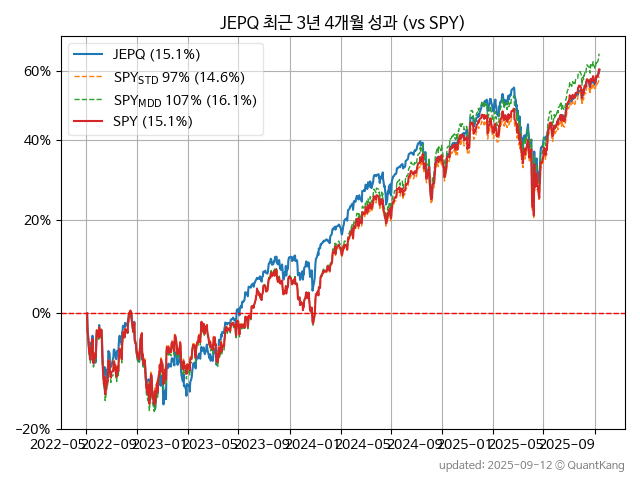 JEPQ 최근 3년 4개월 성과 (vs SPY)
JEPQ (15.1%)
SPY_STD 97% (14.6%)
SPY_MDD 107% (16.1%)
SPY (15.1%)
60%
40%
20%
0%
−20%
2022-05 2022-09 2023-01 2023-05 2023-09 2024-01 2024-05 2024-09 2025-01 2025-05 2025-09
updated: 2025-09-12 © QuantKang